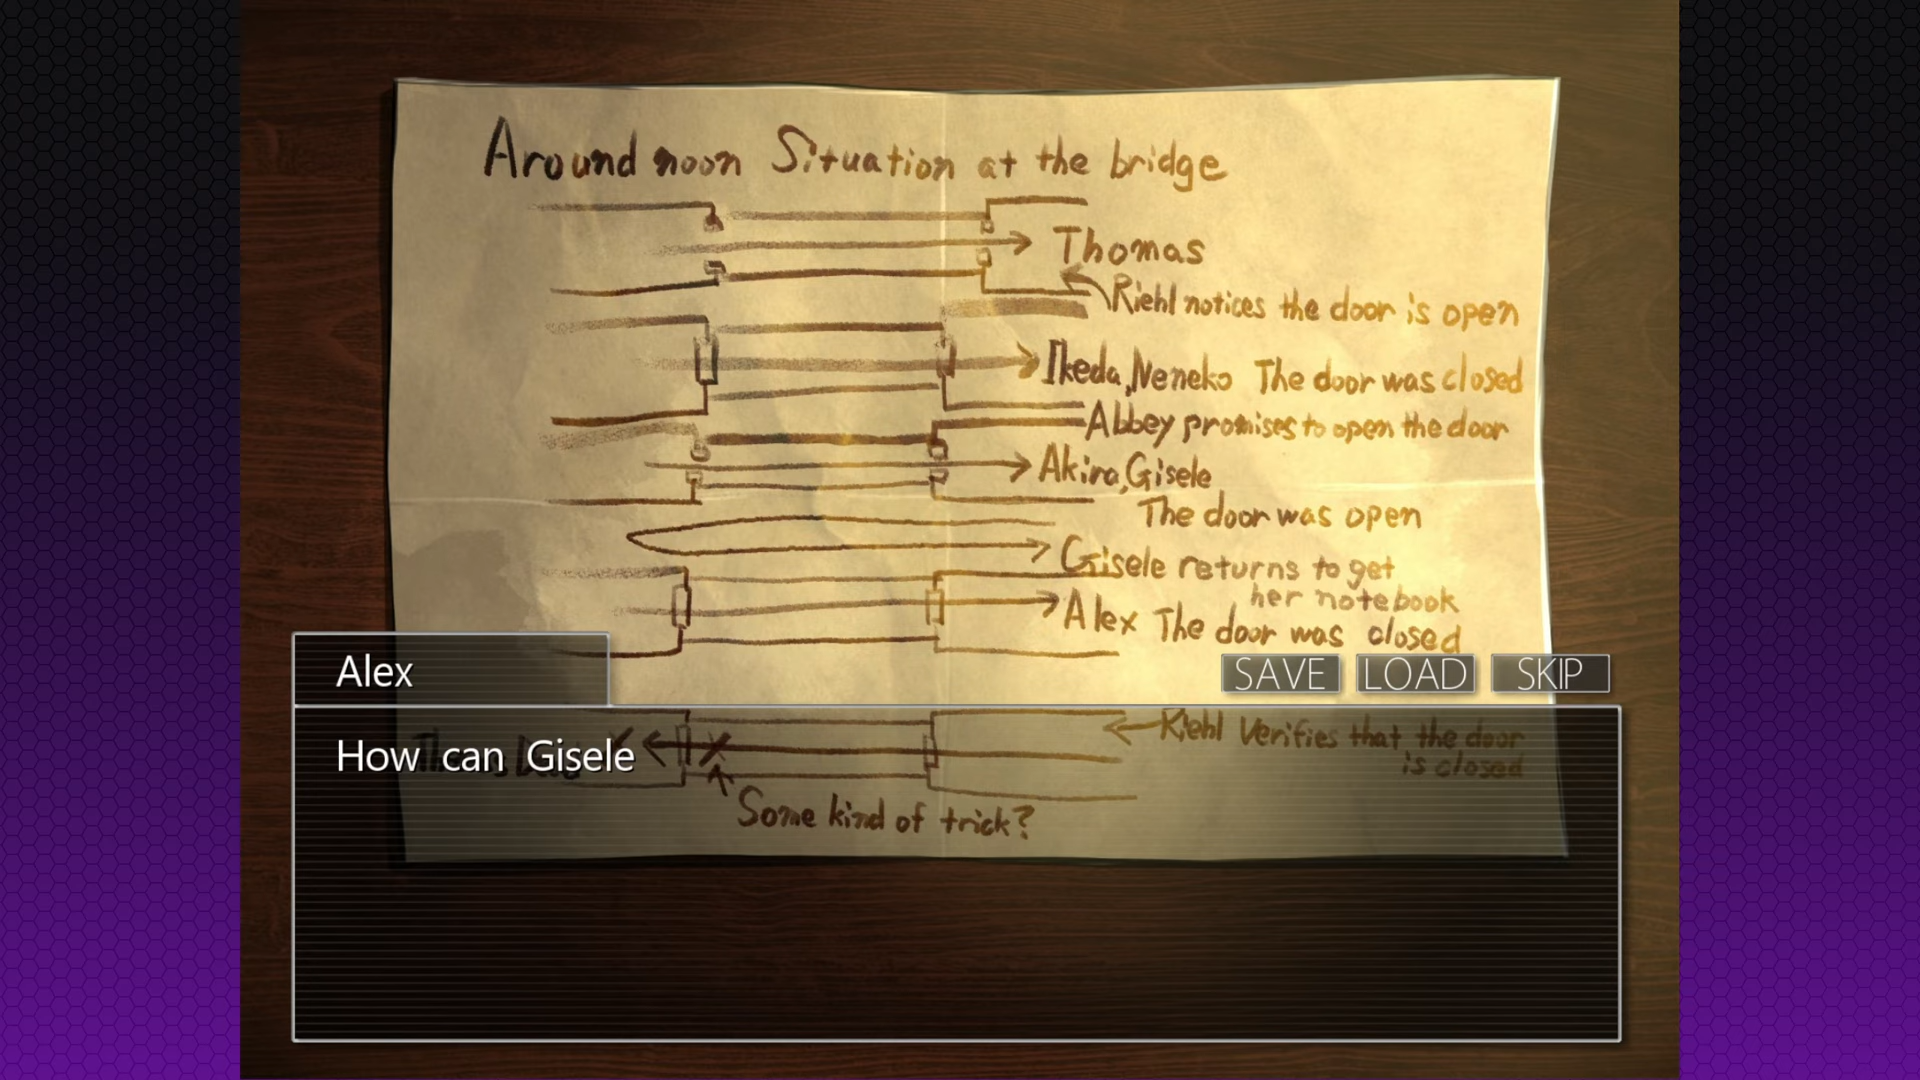 Around noon Situation at the bridge
Thomas
Riehl notices the door is open
Ikeda, Neneko The door was closed
Abbey promises to open the door
Akira, Gisele
The door was open
Gisele returns to get
her notebook
Alex The door was closed
Alex
SAVE LOAD SKIP
Riehl Verifies that the door
is closed
How can Gisele
Some kind of trick?